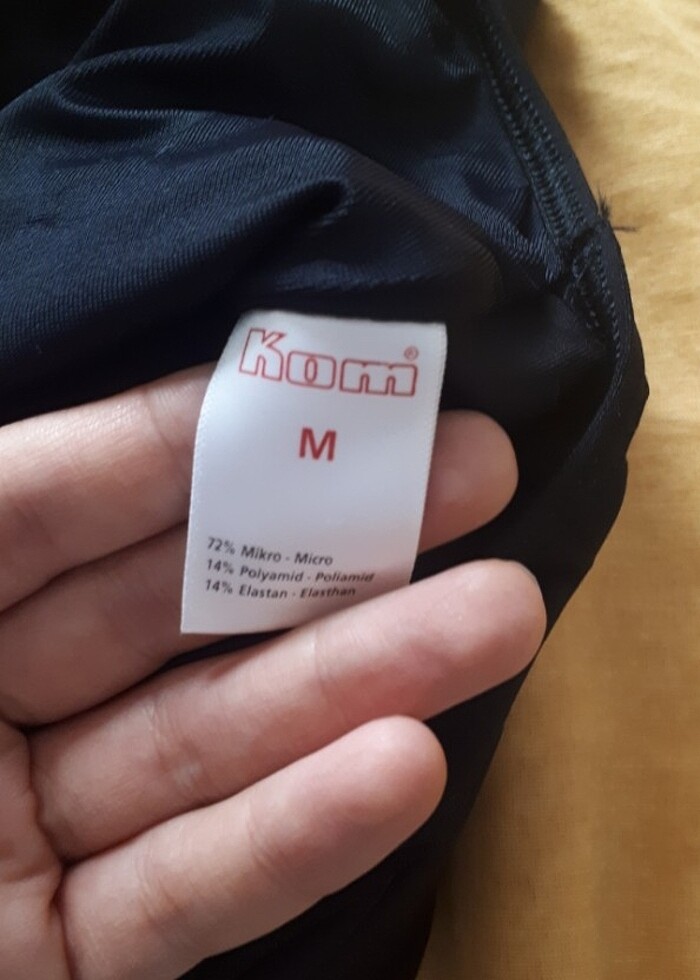 Kom®
M
72% Mikro - Micro
14% Polyamid - Poliamid
14% Elastan - Elasthan